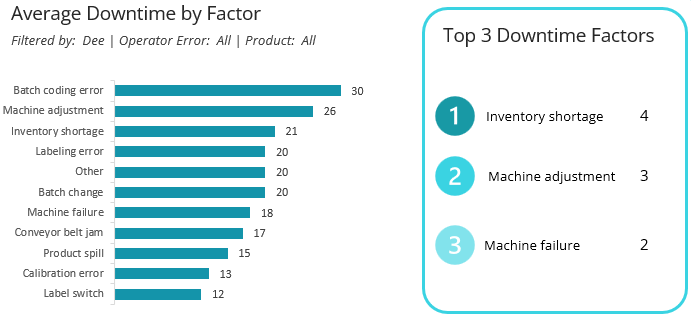 Average Downtime by Factor
Filtered by: Dee | Operator Error: All | Product: All
Batch coding error 30
Machine adjustment 26
Inventory shortage 21
Labeling error 20
Other 20
Batch change 20
Machine failure 18
Conveyor belt jam 17
Product spill 15
Calibration error 13
Label switch 12
Top 3 Downtime Factors
1 Inventory shortage 4
2 Machine adjustment 3
3 Machine failure 2